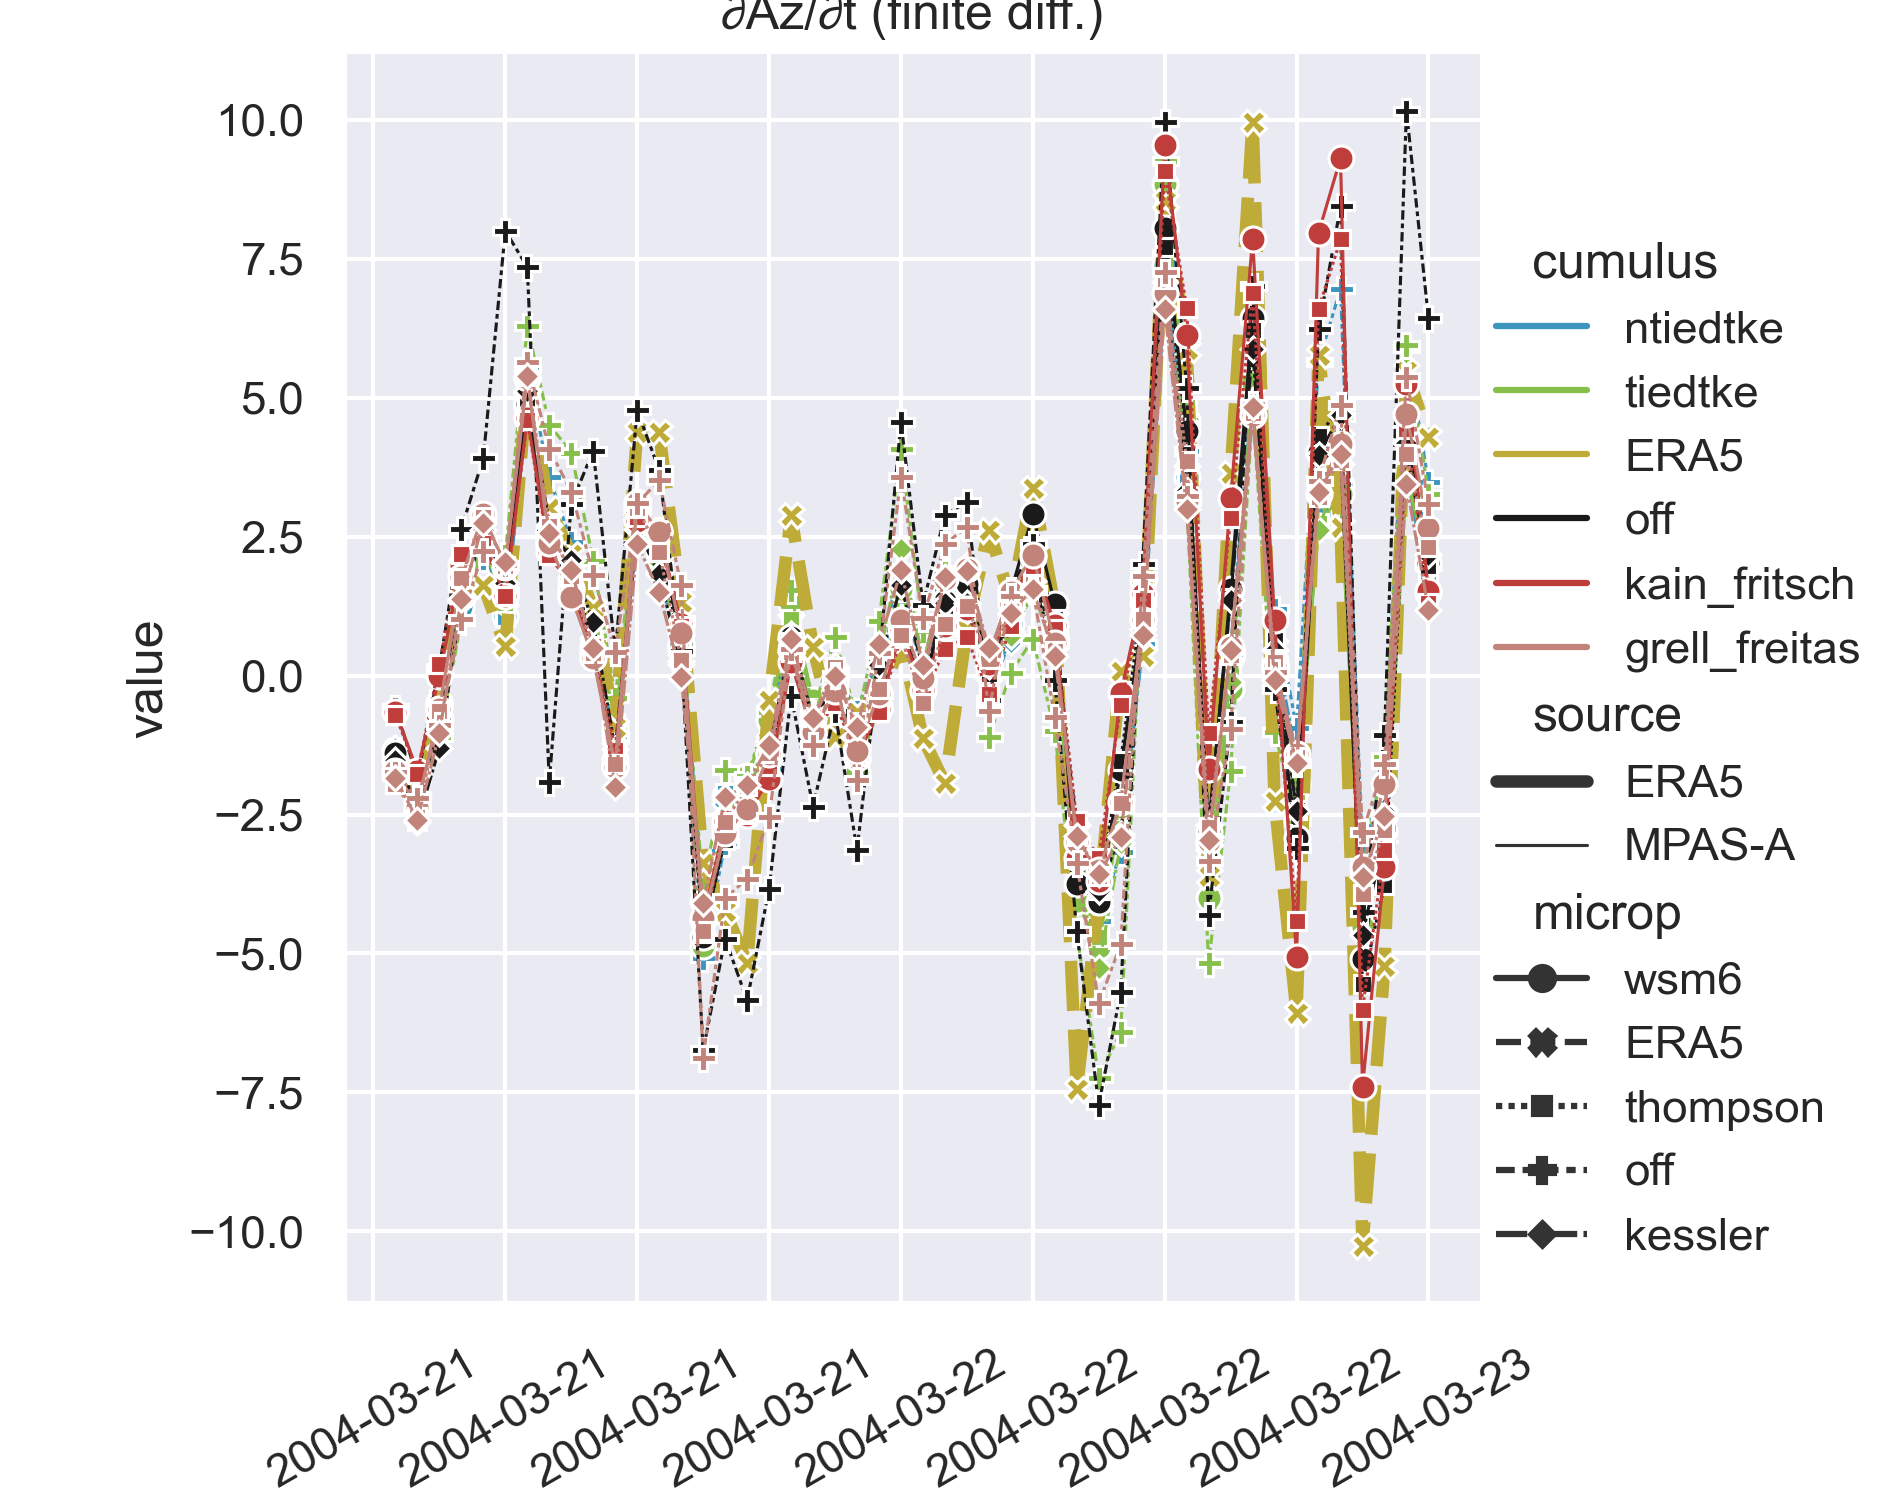 ∂Az/∂t (finite diff.)
10.0
7.5
5.0
2.5
0.0
−2.5
−5.0
−7.5
−10.0
value
2004-03-21
2004-03-21
2004-03-21
2004-03-21
2004-03-22
2004-03-22
2004-03-22
2004-03-22
2004-03-23
cumulus
ntiedtke
tiedtke
ERA5
off
kain_fritsch
grell_freitas
source
ERA5
MPAS-A
microp
wsm6
ERA5
thompson
off
kessler